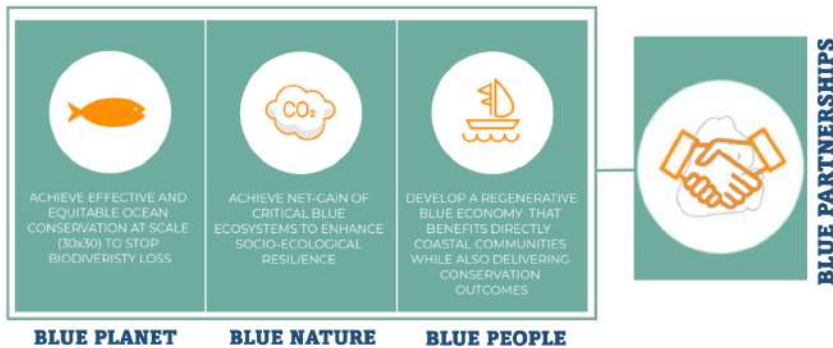 CO₂
ACHIEVE EFFECTIVE AND
EQUITABLE OCEAN
CONSERVATION AT SCALE
(30x30) TO STOP
BIODIVERISTY LOSS
ACHIEVE NET-GAIN OF
CRITICAL BLUE
ECOSYSTEMS TO ENHANCE
SOCIO-ECOLOGICAL
RESILIENCE
DEVELOP A REGENERATIVE
BLUE ECONOMY THAT
BENEFITS DIRECTLY
COASTAL COMMUNITIES
WHILE ALSO DELIVERING
CONSERVATION
OUTCOMES
BLUE PLANET
BLUE NATURE
BLUE PEOPLE
BLUE PARTNERSHIPS